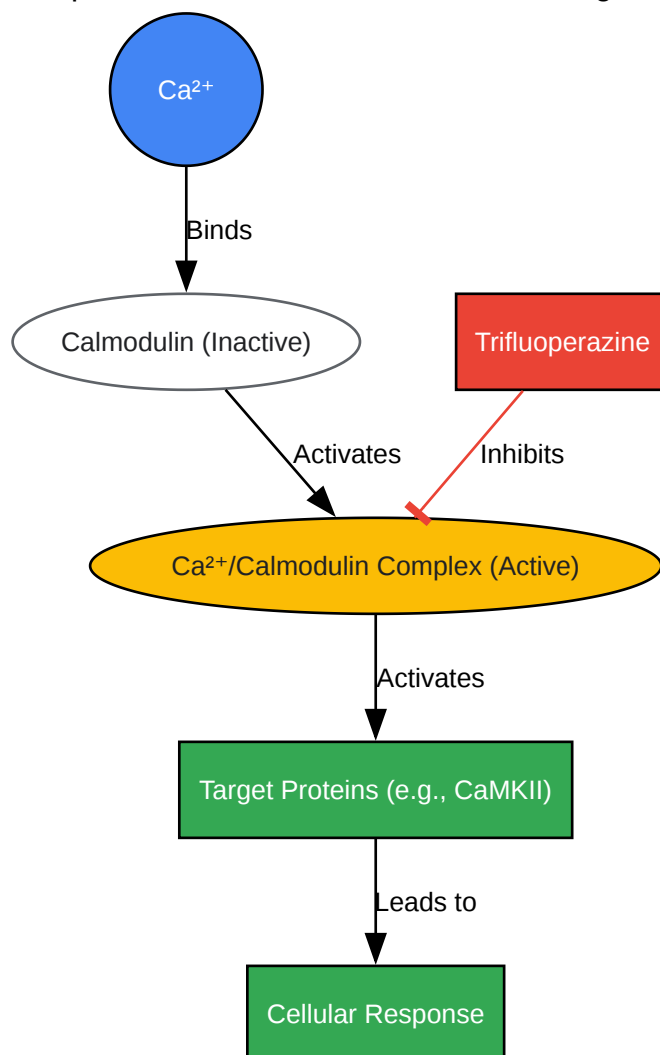 Ca²⁺
Binds
Calmodulin (Inactive)
Trifluoperazine
Activates
Inhibits
Ca²⁺/Calmodulin Complex (Active)
Activates
Target Proteins (e.g., CaMKII)
Leads to
Cellular Response